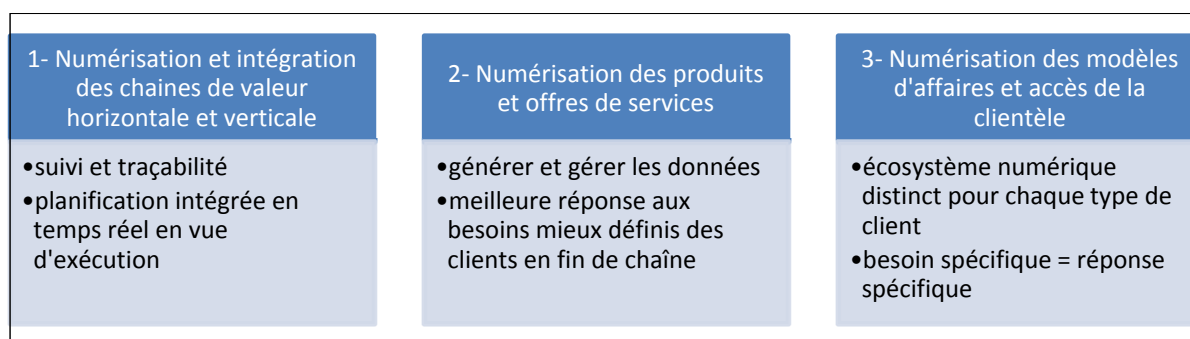 1- Numérisation et intégration
des chaines de valeur
horizontale et verticale
•suivi et traçabilité
•planification intégrée en
temps réel en vue
d'exécution
2- Numérisation des produits
et offres de services
•générer et gérer les données
•meilleure réponse aux
besoins mieux définis des
clients en fin de chaîne
3- Numérisation des modèles
d'affaires et accès de la
clientèle
•écosystème numérique
distinct pour chaque type de
client
•besoin spécifique = réponse
spécifique